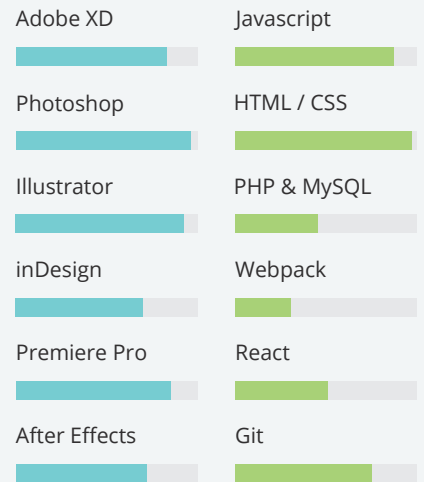 Adobe XD
Photoshop
Illustrator
inDesign
Premiere Pro
After Effects
Javascript
HTML / CSS
PHP & MySQL
Webpack
React
Git